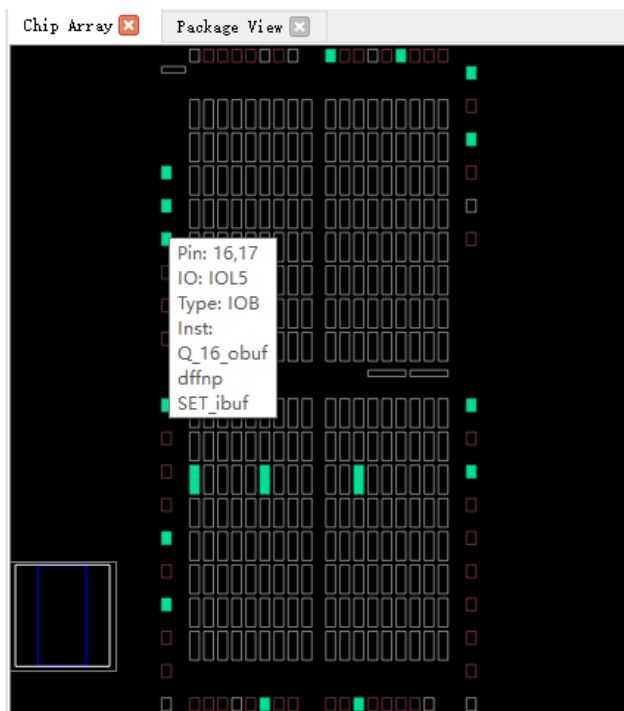 Chip Array
Package View
Pin: 16,17
IO: IOL5
Type: IOB
Inst:
Q_16_obuf
dffnp
SET_ibuf